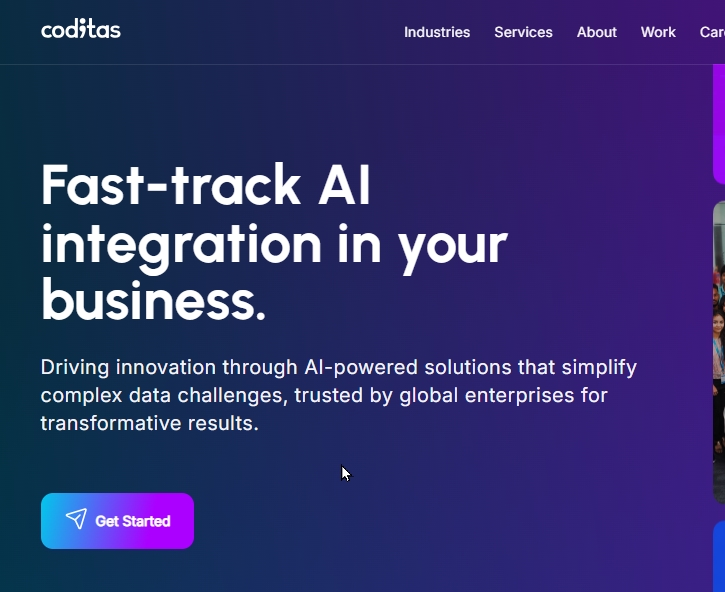 coditas
Industries Services About Work
Fast-track AI
integration in your
business.
Driving innovation through AI-powered solutions that simplify
complex data challenges, trusted by global enterprises for
transformative results.
Get Started